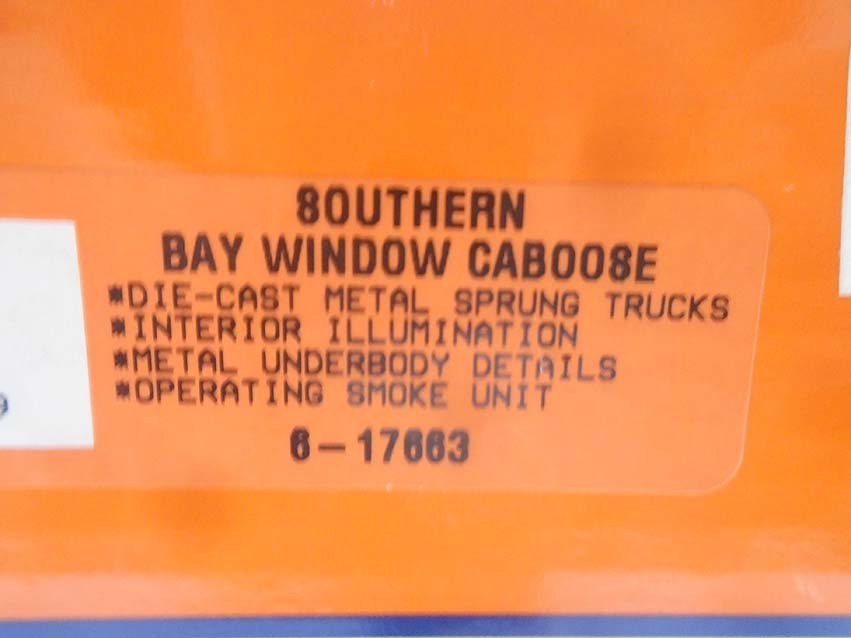 SOUTHERN
BAY WINDOW CABOOSE
*DIE-CAST METAL SPRUNG TRUCKS
*INTERIOR ILLUMINATION
*METAL UNDERBODY DETAILS
*OPERATING SMOKE UNIT
6-17663